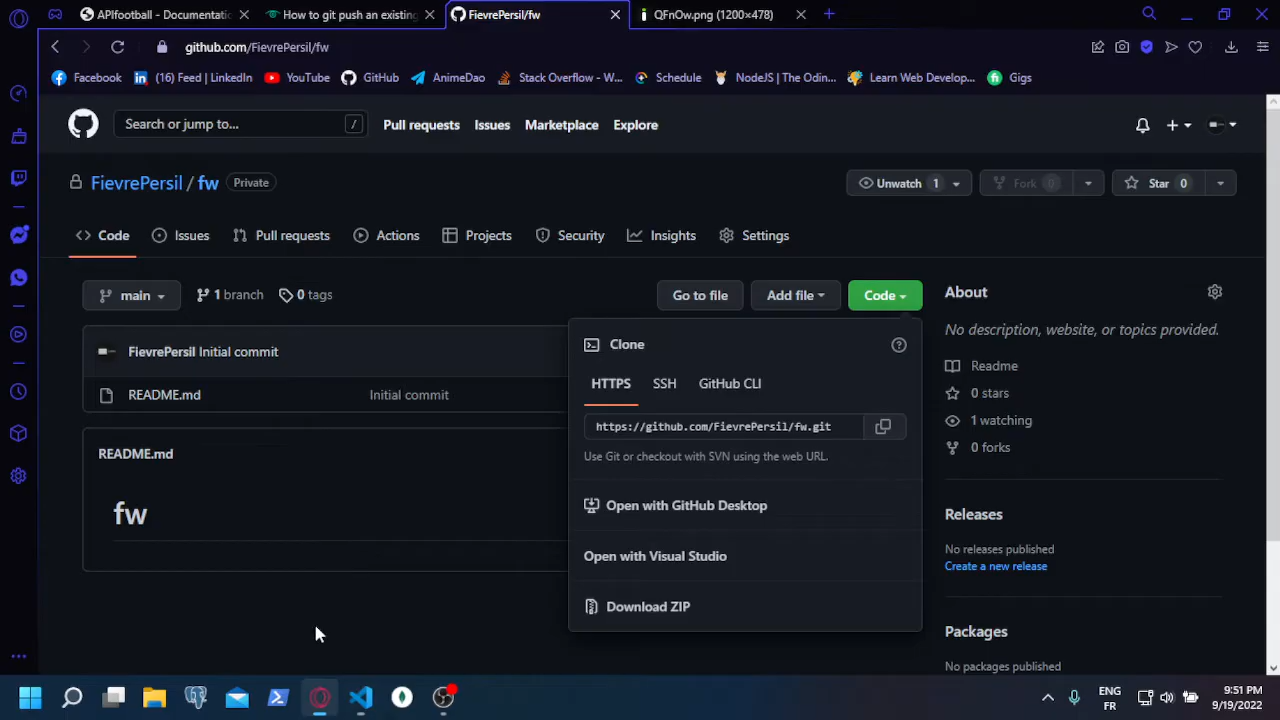 APIfootball - Documentatio
How to git push an existing
FievrePersil/fw
QFnOw.png (1200×478)
github.com/FievrePersil/fw
Facebook
(16) Feed | LinkedIn
YouTube
GitHub
AnimeDao
Stack Overflow - W...
Schedule
NodeJS | The Odin...
Learn Web Develop...
Gigs
Search or jump to...
/
Pull requests
Issues
Marketplace
Explore
FievrePersil / fw
Private
Unwatch 1
Fork 0
Star 0
Code
Issues
Pull requests
Actions
Projects
Security
Insights
Settings
main
1 branch
0 tags
Go to file
Add file
Code
About
No description, website, or topics provided.
FievrePersil Initial commit
README.md
Initial commit
README.md
fw
Clone
HTTPS
SSH
GitHub CLI
https://github.com/FievrePersil/fw.git
Use Git or checkout with SVN using the web URL.
Open with GitHub Desktop
Open with Visual Studio
Download ZIP
Readme
0 stars
1 watching
0 forks
Releases
No releases published
Create a new release
Packages
No packages published
ENG
FR
9:51 PM
9/19/2022